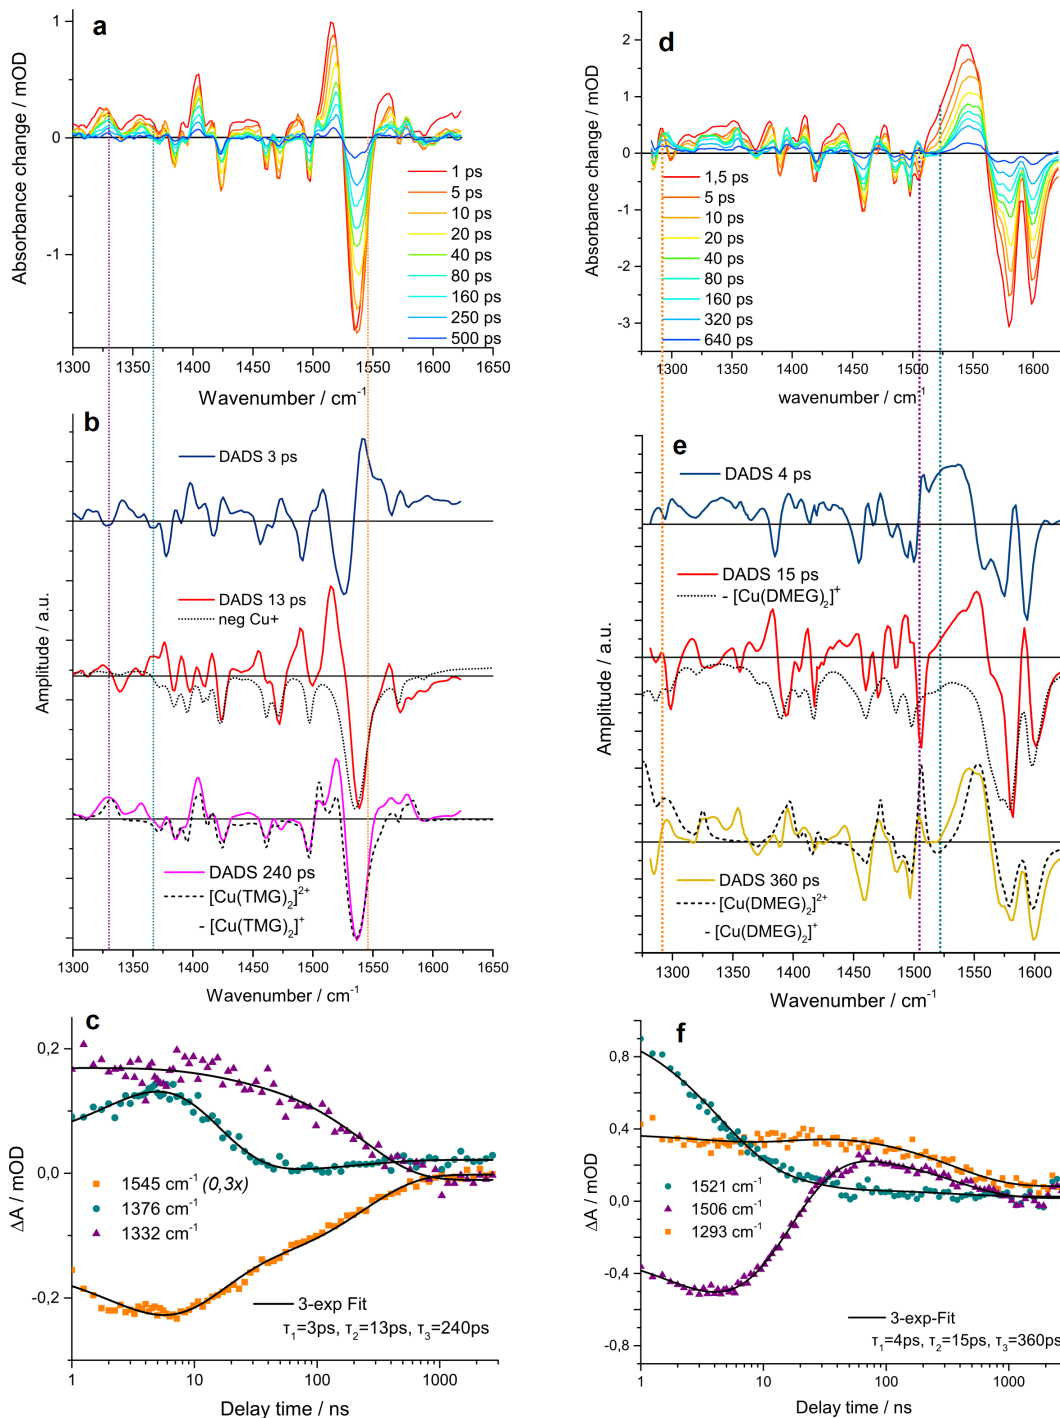 a
Absorbance change / mOD
1
0
-1
1 ps
5 ps
10 ps
20 ps
40 ps
80 ps
160 ps
250 ps
500 ps
1300 1350 1400 1450 1500 1550 1600 1650
Wavenumber / cm⁻¹
d
Absorbance change / mOD
2
1
0
-1
-2
-3
1,5 ps
5 ps
10 ps
20 ps
40 ps
80 ps
160 ps
320 ps
640 ps
1300 1350 1400 1450 1500 1550 1600
wavenumber / cm⁻¹
b
Amplitude / a.u.
DADS 3 ps
DADS 13 ps
neg Cu+
DADS 240 ps
[Cu(TMG)₂]²⁺
- [Cu(TMG)₂]⁺
1300 1350 1400 1450 1500 1550 1600 1650
Wavenumber / cm⁻¹
e
Amplitude / a.u.
DADS 4 ps
DADS 15 ps
- [Cu(DMEG)₂]⁺
DADS 360 ps
[Cu(DMEG)₂]²⁺
- [Cu(DMEG)₂]⁺
1300 1350 1400 1450 1500 1550 1600
Wavenumber / cm⁻¹
c
ΔA / mOD
0,2
0,0
-0,2
1545 cm⁻¹ (0,3x)
1376 cm⁻¹
1332 cm⁻¹
3-exp Fit
τ₁=3ps, τ₂=13ps, τ₃=240ps
1 10 100 1000
Delay time / ns
f
ΔA / mOD
0,8
0,4
0,0
-0,4
-0,8
1521 cm⁻¹
1506 cm⁻¹
1293 cm⁻¹
3-exp-Fit
τ₁=4ps, τ₂=15ps, τ₃=360ps
1 10 100 1000
Delay time / ns